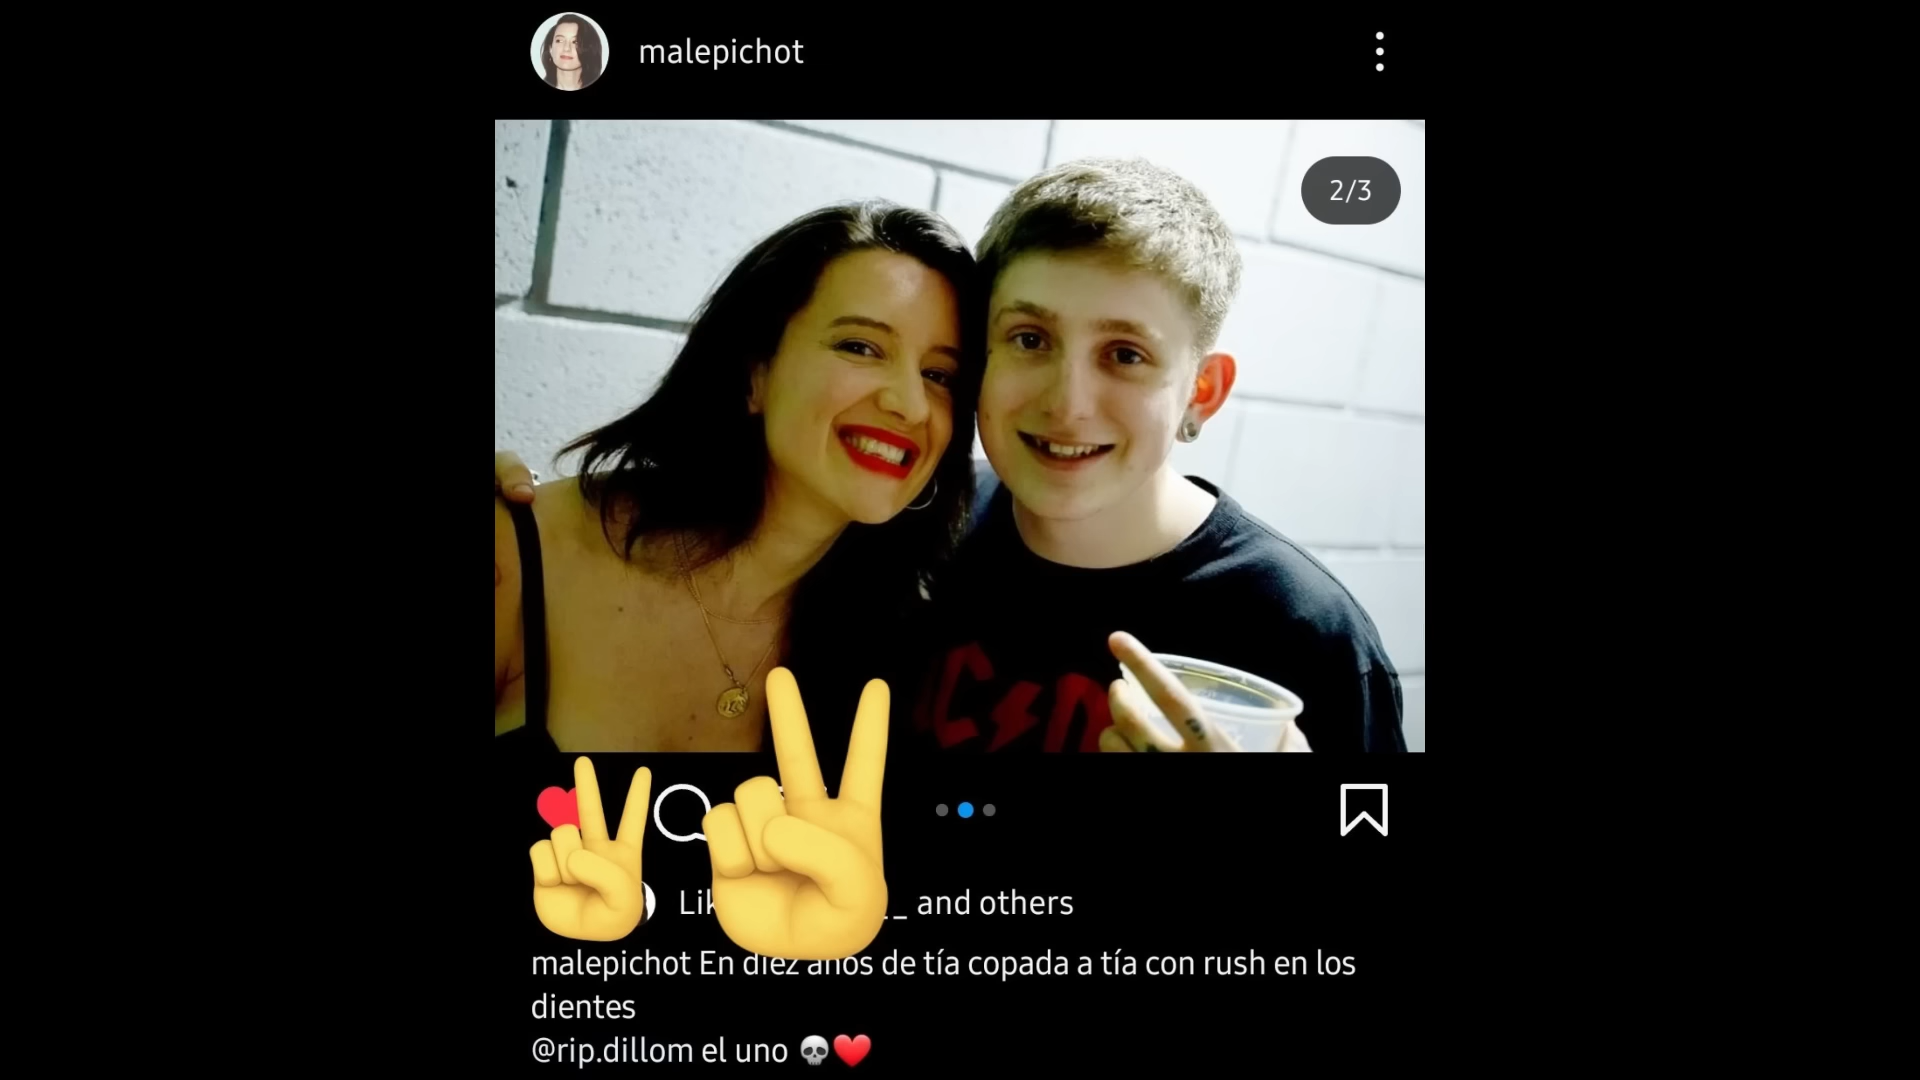 malepichot
2/3
and others
malepichot En diez años de tía copada a tía con rush en los
dientes
@rip.dillom el uno 💀❤️